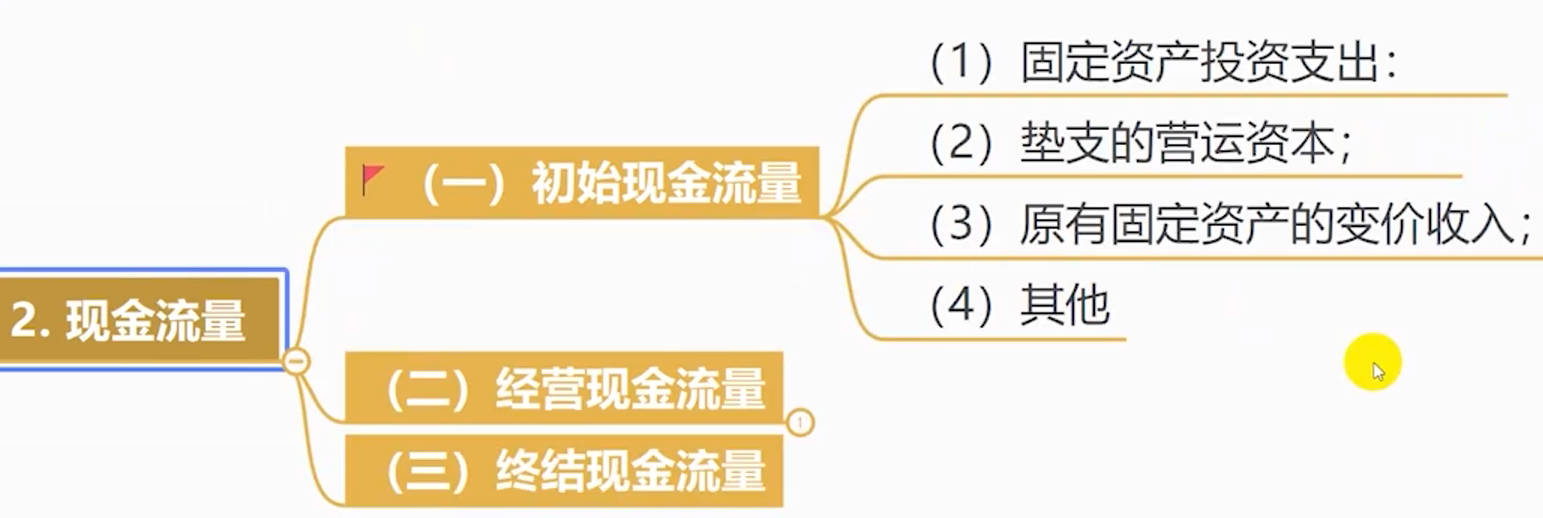 （1）固定资产投资支出：
（2）垫支的营运资本；
（一）初始现金流量
（3）原有固定资产的变价收入；
（4）其他
2. 现金流量
（二）经营现金流量
1
（三）终结现金流量